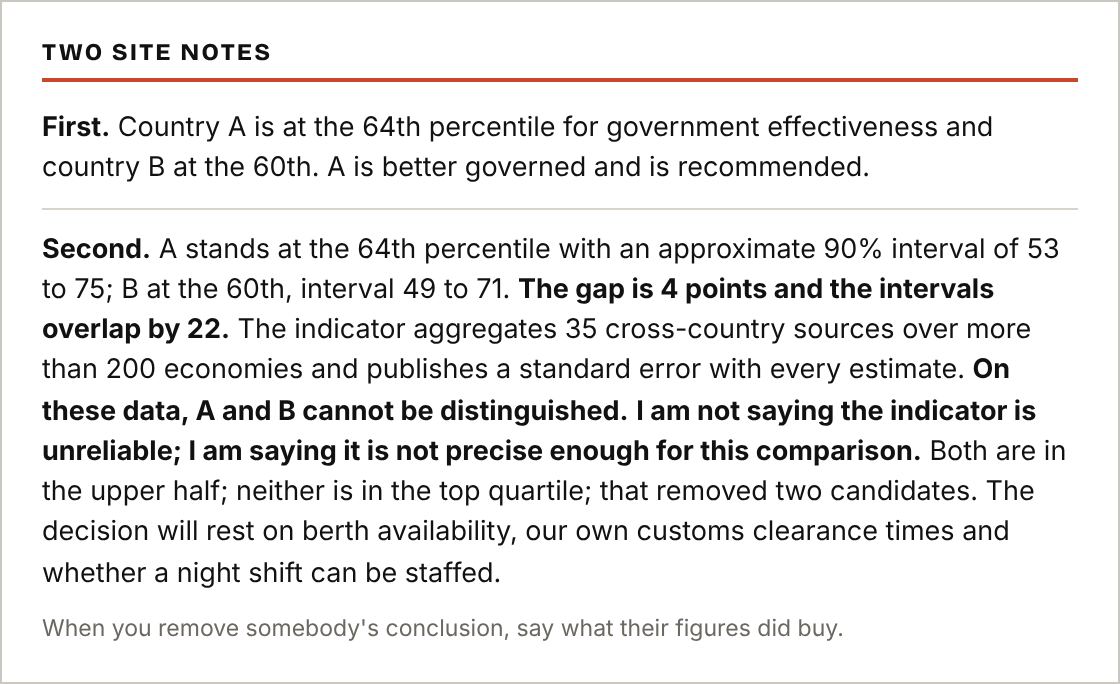 TWO SITE NOTES
First. Country A is at the 64th percentile for government effectiveness and
country B at the 60th. A is better governed and is recommended.
Second. A stands at the 64th percentile with an approximate 90% interval of 53
to 75; B at the 60th, interval 49 to 71. The gap is 4 points and the intervals
overlap by 22. The indicator aggregates 35 cross-country sources over more
than 200 economies and publishes a standard error with every estimate. On
these data, A and B cannot be distinguished. I am not saying the indicator is
unreliable; I am saying it is not precise enough for this comparison. Both are in
the upper half; neither is in the top quartile; that removed two candidates. The
decision will rest on berth availability, our own customs clearance times and
whether a night shift can be staffed.
When you remove somebody's conclusion, say what their figures did buy.